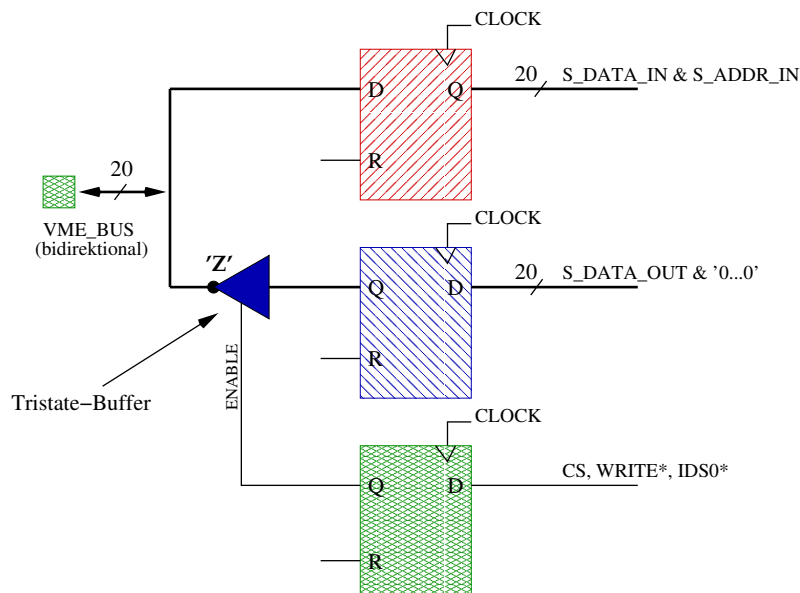 CLOCK
20 S_DATA_IN & S_ADDR_IN
D Q
R
20
VME_BUS
(bidirektional)
CLOCK
'Z'
20 S_DATA_OUT & '0...0'
Q D
R
ENABLE
Tristate−Buffer
CLOCK
CS, WRITE*, IDS0*
Q D
R